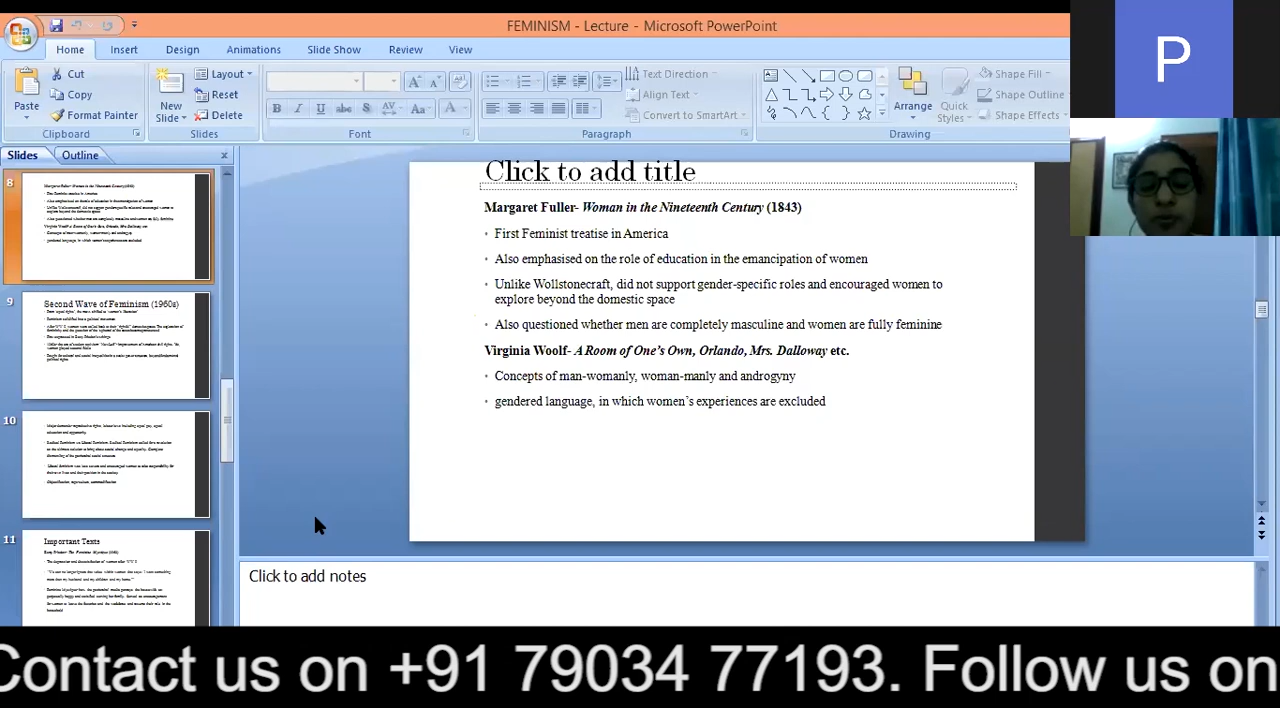 FEMINISM - Lecture - Microsoft PowerPoint
P
Home Insert Design Animations Slide Show Review View
Paste
Cut
Copy
Format Painter
Clipboard
New Slide
Layout
Reset
Delete
Slides
B I U abc S AV Aa A
Font
Text Direction
Align Text
Convert to SmartArt
Paragraph
Arrange
Quick Styles
Shape Fill
Shape Outline
Shape Effects
Drawing
Slides Outline
8
9
Second Wave of Feminism (1960s)
10
11
Important Texts
Click to add title
Margaret Fuller- Woman in the Nineteenth Century (1843)
• First Feminist treatise in America
• Also emphasised on the role of education in the emancipation of women
• Unlike Wollstonecraft, did not support gender-specific roles and encouraged women to
explore beyond the domestic space
• Also questioned whether men are completely masculine and women are fully feminine
Virginia Woolf- A Room of One's Own, Orlando, Mrs. Dalloway etc.
• Concepts of man-womanly, woman-manly and androgyny
• gendered language, in which women's experiences are excluded
Click to add notes
Contact us on +91 79034 77193. Follow us on